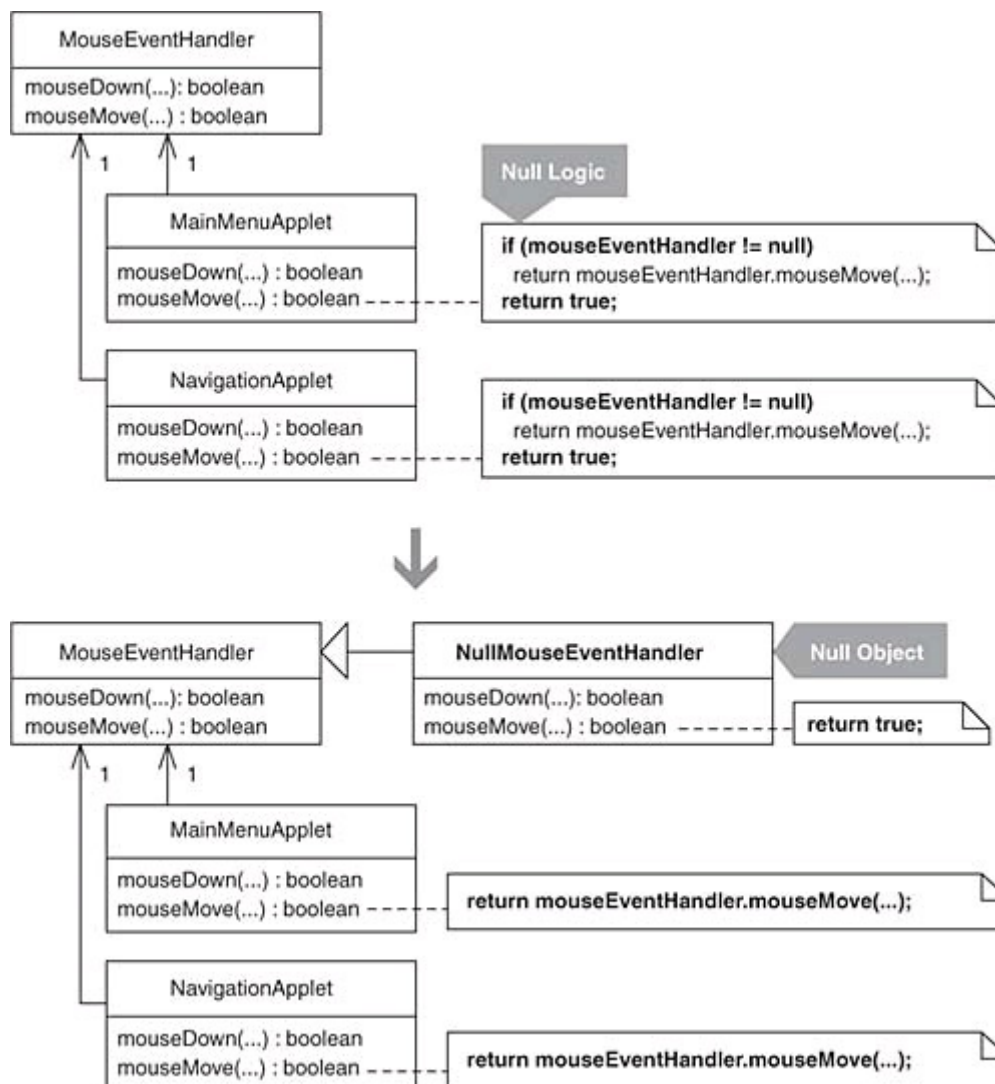 MouseEventHandler
mouseDown(...): boolean
mouseMove(...) : boolean
1
1
Null Logic
MainMenuApplet
mouseDown(...) : boolean
mouseMove(...) : boolean
if (mouseEventHandler != null)
return mouseEventHandler.mouseMove(...);
return true;
NavigationApplet
mouseDown(...) : boolean
mouseMove(...) : boolean
if (mouseEventHandler != null)
return mouseEventHandler.mouseMove(...);
return true;
MouseEventHandler
mouseDown(...): boolean
mouseMove(...) : boolean
NullMouseEventHandler
mouseDown(...): boolean
mouseMove(...) : boolean
Null Object
return true;
1
1
MainMenuApplet
mouseDown(...) : boolean
mouseMove(...) : boolean
return mouseEventHandler.mouseMove(...);
NavigationApplet
mouseDown(...) : boolean
mouseMove(...) : boolean
return mouseEventHandler.mouseMove(...);